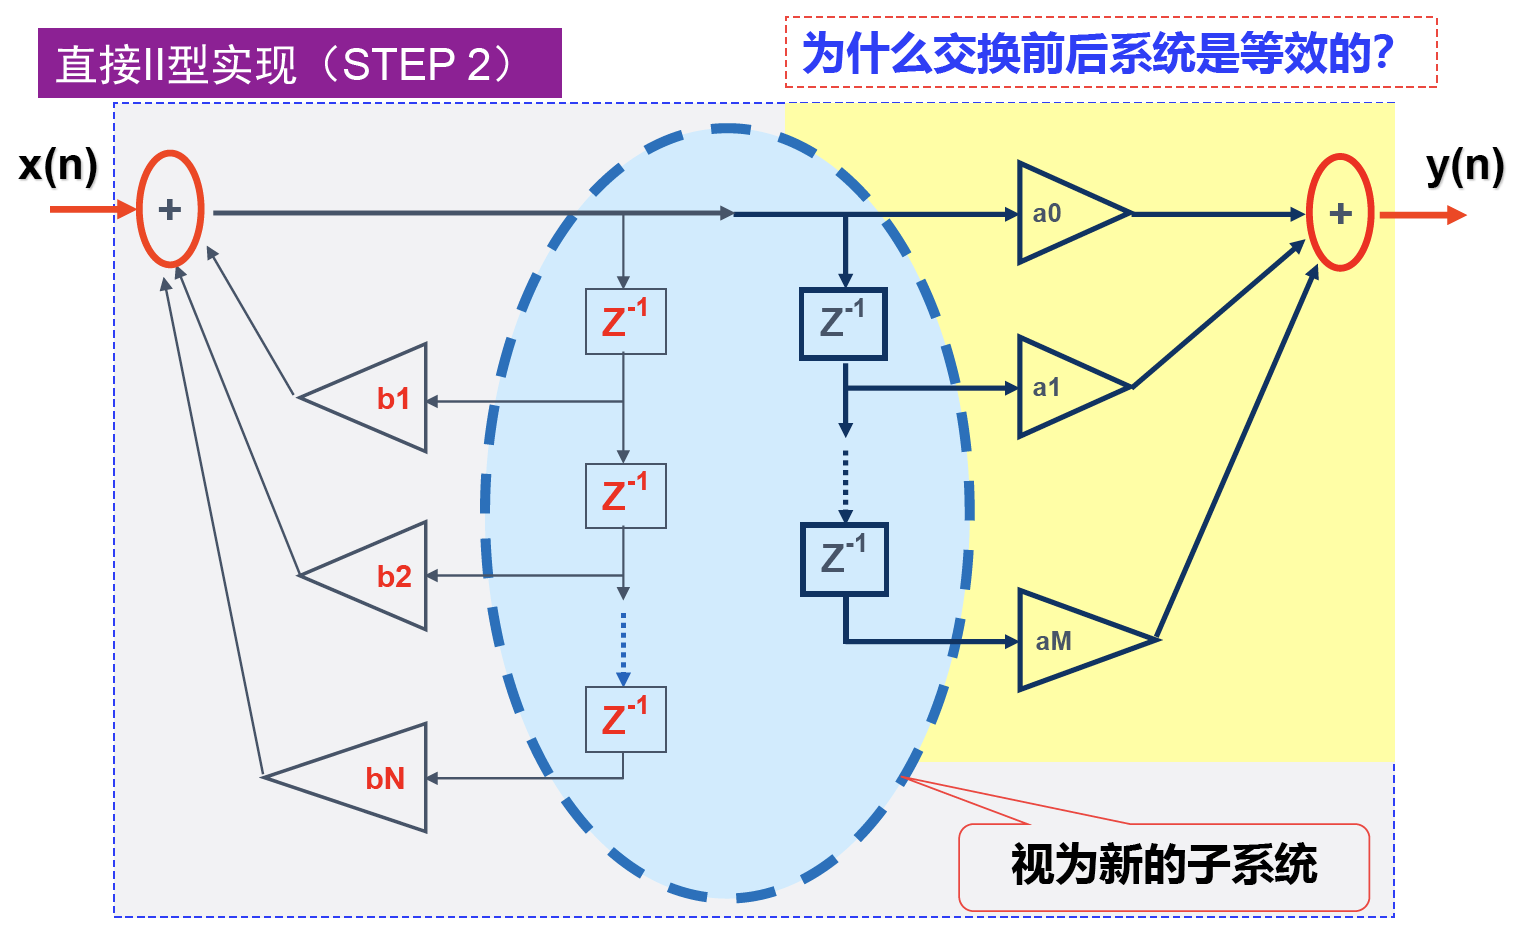 直接II型实现（STEP 2）
为什么交换前后系统是等效的?
x(n)
y(n)
+
a0
+
Z⁻¹
Z⁻¹
b1
a1
Z⁻¹
Z⁻¹
b2
aM
Z⁻¹
bN
视为新的子系统